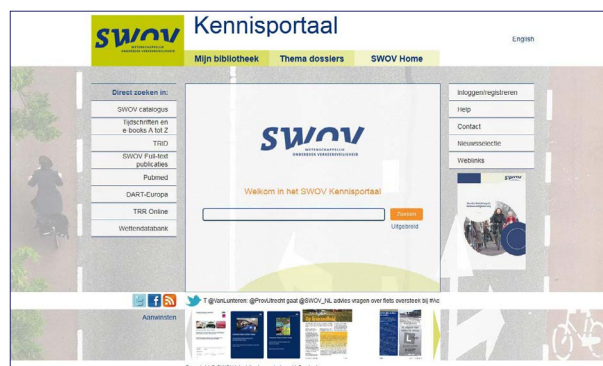 SWOV
WETENSCHAPPELIJK
ONDERZOEK VERKEERSVEILIGHEID
Kennisportaal
English
Mijn bibliotheek Thema dossiers SWOV Home
Direct zoeken in:
SWOV catalogus
Tijdschriften en
e-books A tot Z
TRID
SWOV Full-text
publicaties
Pubmed
DART-Europa
TRR Online
Wettendatabank
SWOV
WETENSCHAPPELIJK
ONDERZOEK VERKEERSVEILIGHEID
Welkom in het SWOV Kennisportaal
Zoeken
Uitgebreid
Inloggen/registreren
Help
Contact
Nieuwsselectie
Weblinks
SWOV
T @VanLunteren: @ProvUtrecht gaat @SWOV_NL advies vragen over fiets oversteek bij
Aanwinsten